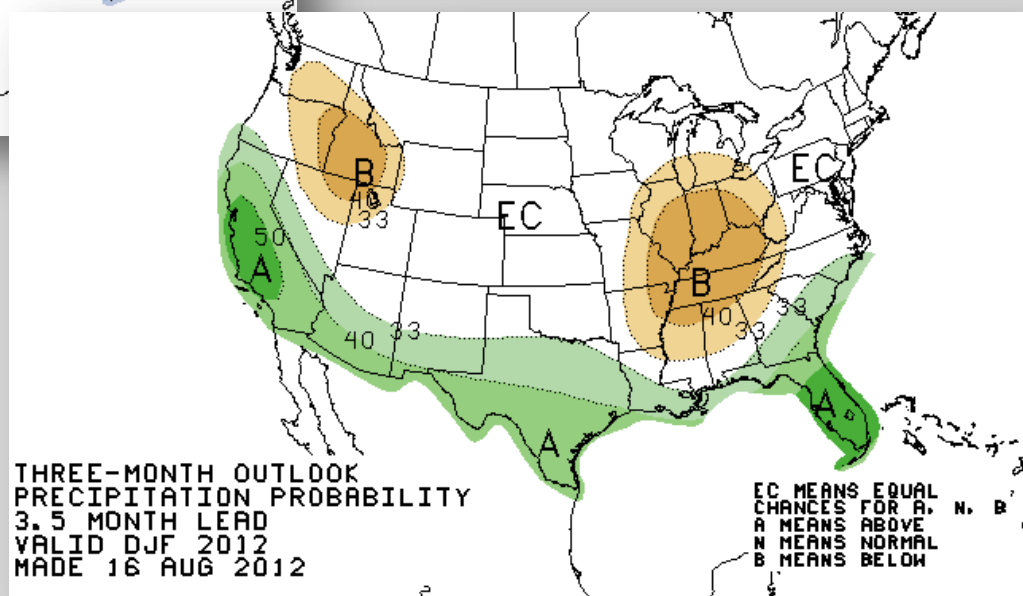 B
40
33
EC
EC
50
A
B
40
33
33
40
33
A
A
THREE-MONTH OUTLOOK
PRECIPITATION PROBABILITY
3.5 MONTH LEAD
VALID DJF 2012
MADE 16 AUG 2012
EC MEANS EQUAL
CHANCES FOR A, N, B
A MEANS ABOVE
N MEANS NORMAL
B MEANS BELOW